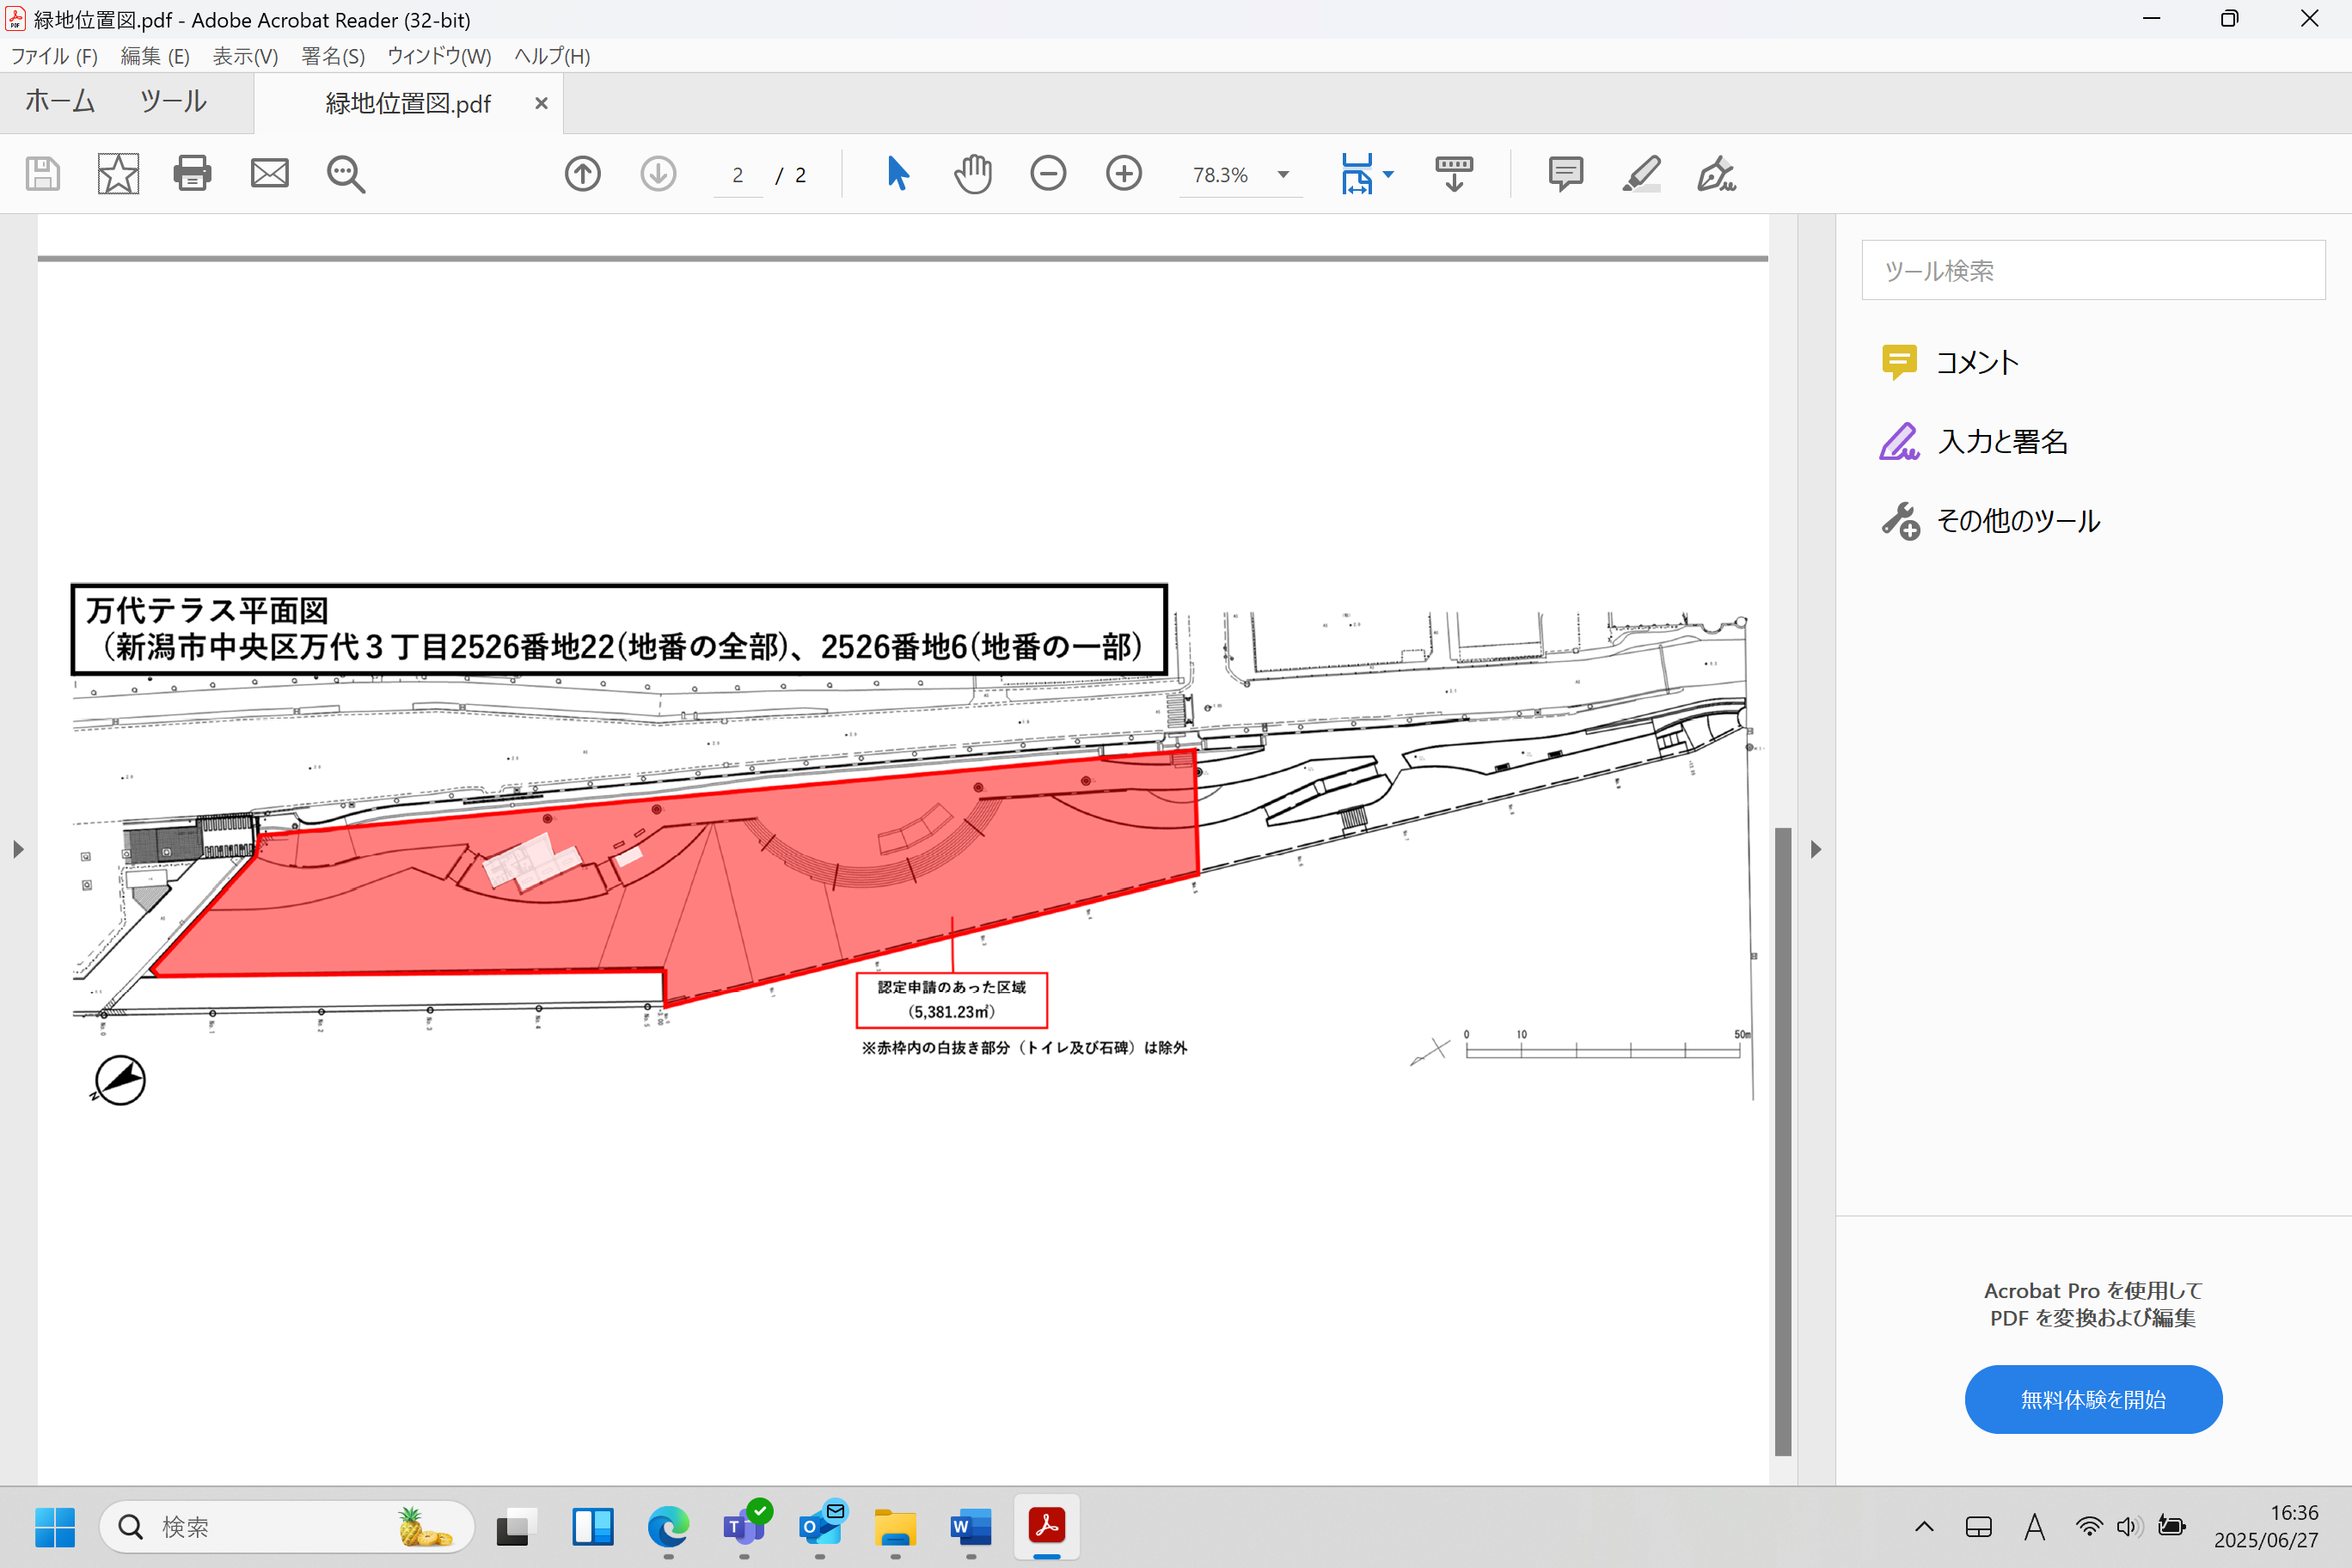 緑地位置図.pdf - Adobe Acrobat Reader (32-bit)
ファイル (F) 編集 (E) 表示(V) 署名(S) ウィンドウ(W) ヘルプ(H)
ホーム ツール 緑地位置図.pdf
2 / 2 78.3%
ツール検索
コメント
入力と署名
その他のツール
万代テラス平面図
（新潟市中央区万代３丁目2526番地22(地番の全部)、2526番地6(地番の一部)
認定申請のあった区域
（5,381.23㎡）
※赤枠内の白抜き部分（トイレ及び石碑）は除外
0 10 50m
N
Acrobat Pro を使用して
PDF を変換および編集
無料体験を開始
検索
A
16:36
2025/06/27